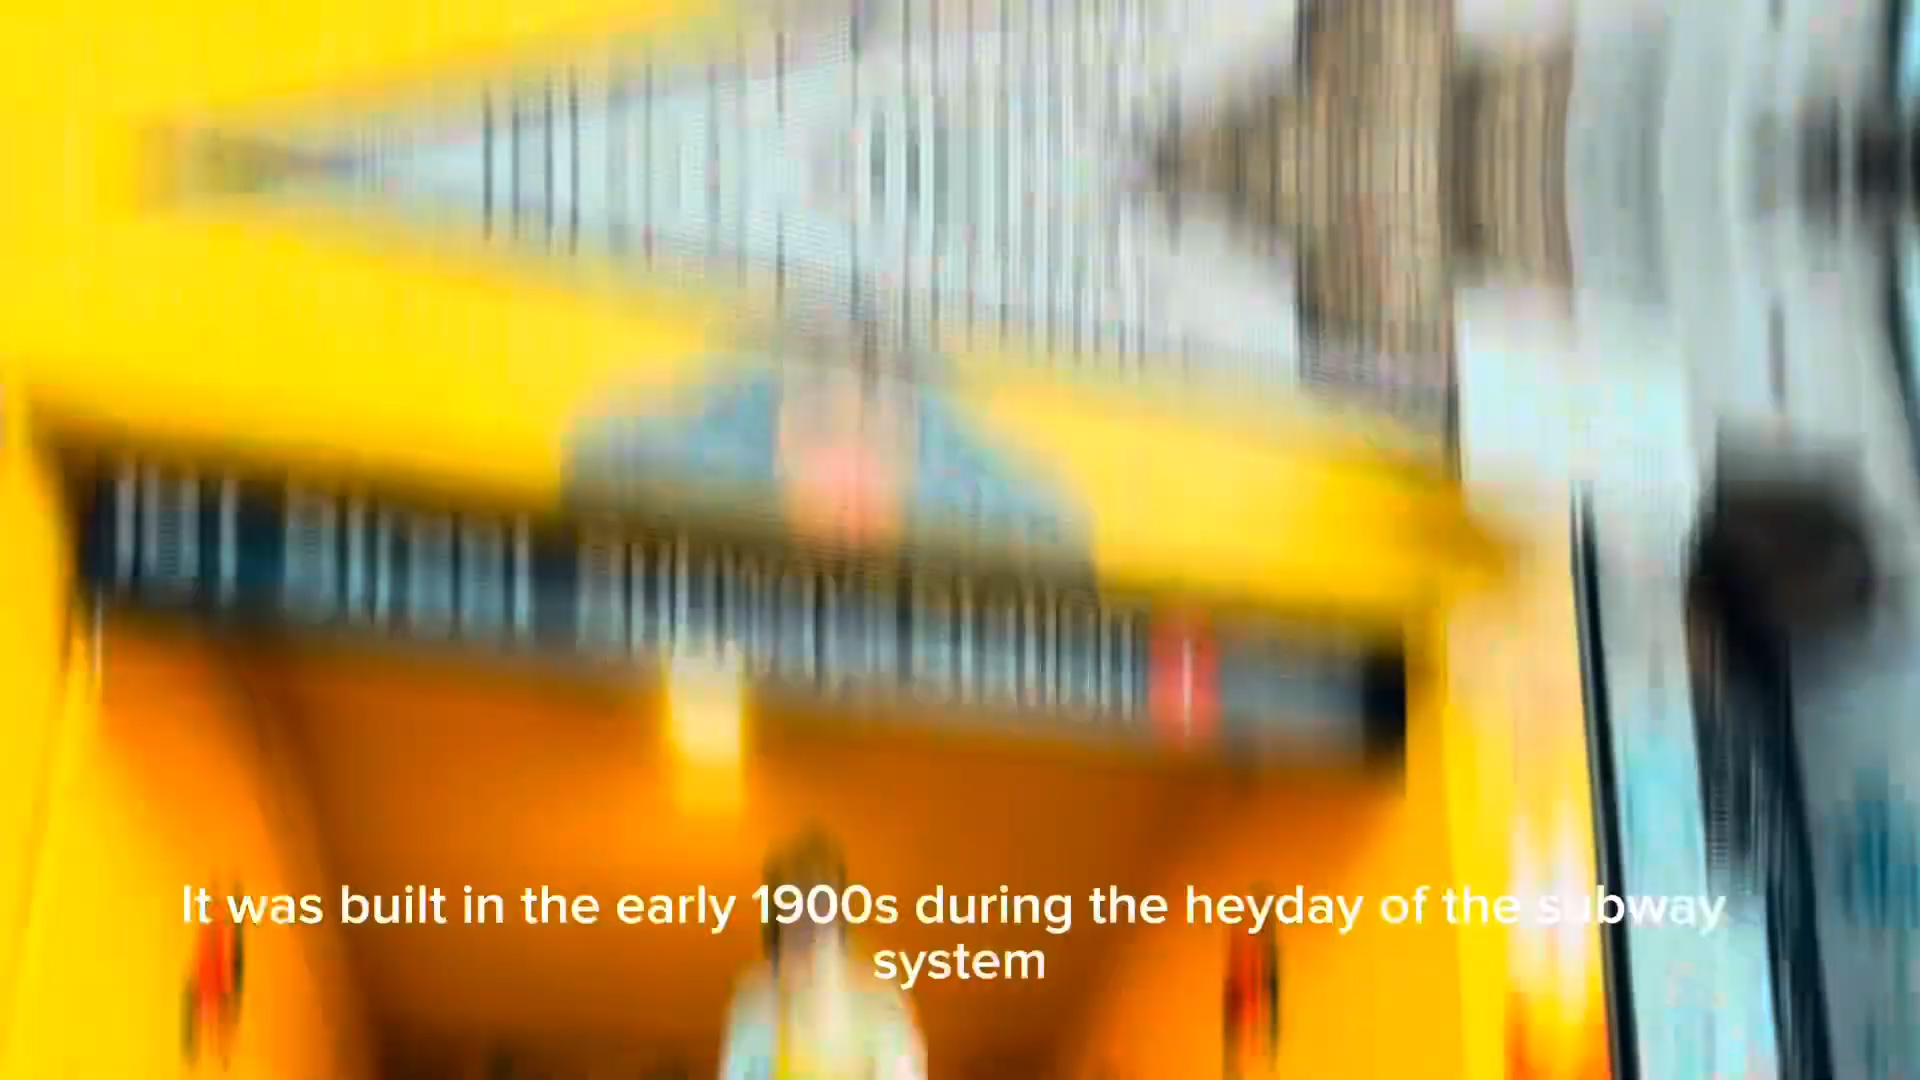 It was built in the early 1900s during the heyday of the subway
system